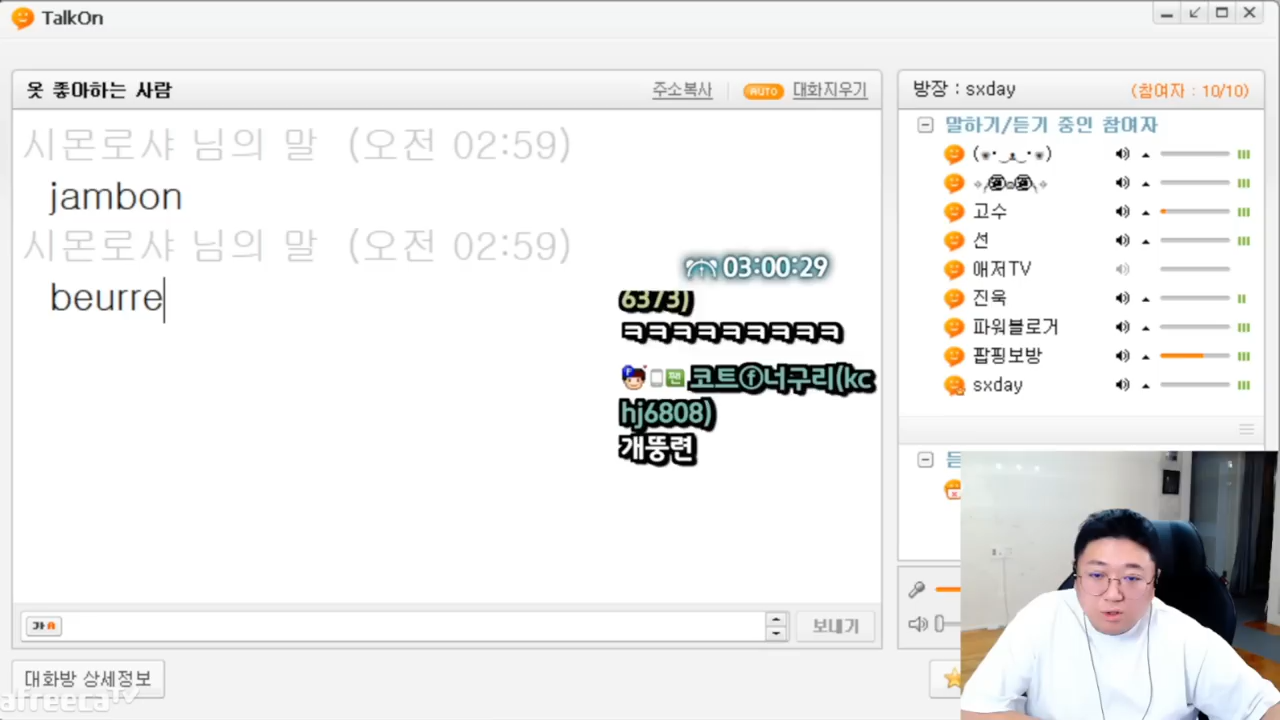 TalkOn
옷 좋아하는 사람
주소복사
AUTO
대화지우기
시몬로샤 님의 말 (오전 02:59)
jambon
시몬로샤 님의 말 (오전 02:59)
beurre
03:00:29
6373)
ㅋㅋㅋㅋㅋㅋㅋㅋㅋ
팬 코트ⓕ너구리(kc
hj6808)
개뚱련
가
보내기
대화방 상세정보
afreecaTV
방장 : sxday
(참여자 : 10/10)
말하기/듣기 중인 참여자
고수
선
애저TV
진욱
파워블로거
팝핑보방
sxday
듣